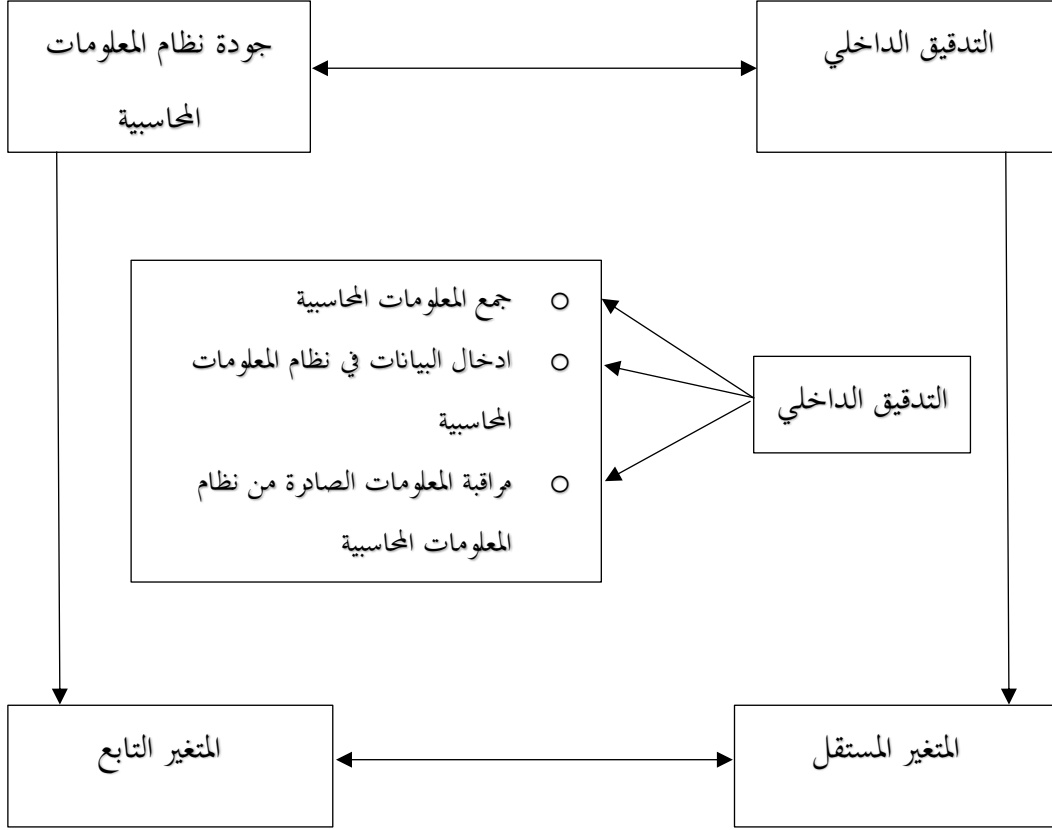 التدقيق الداخلي
جودة نظام المعلومات
المحاسبية
جمع المعلومات المحاسبية
ادخال البيانات في نظام المعلومات
المحاسبية
مراقبة المعلومات الصادرة من نظام
المعلومات المحاسبية
التدقيق الداخلي
المتغير المستقل
المتغير التابع